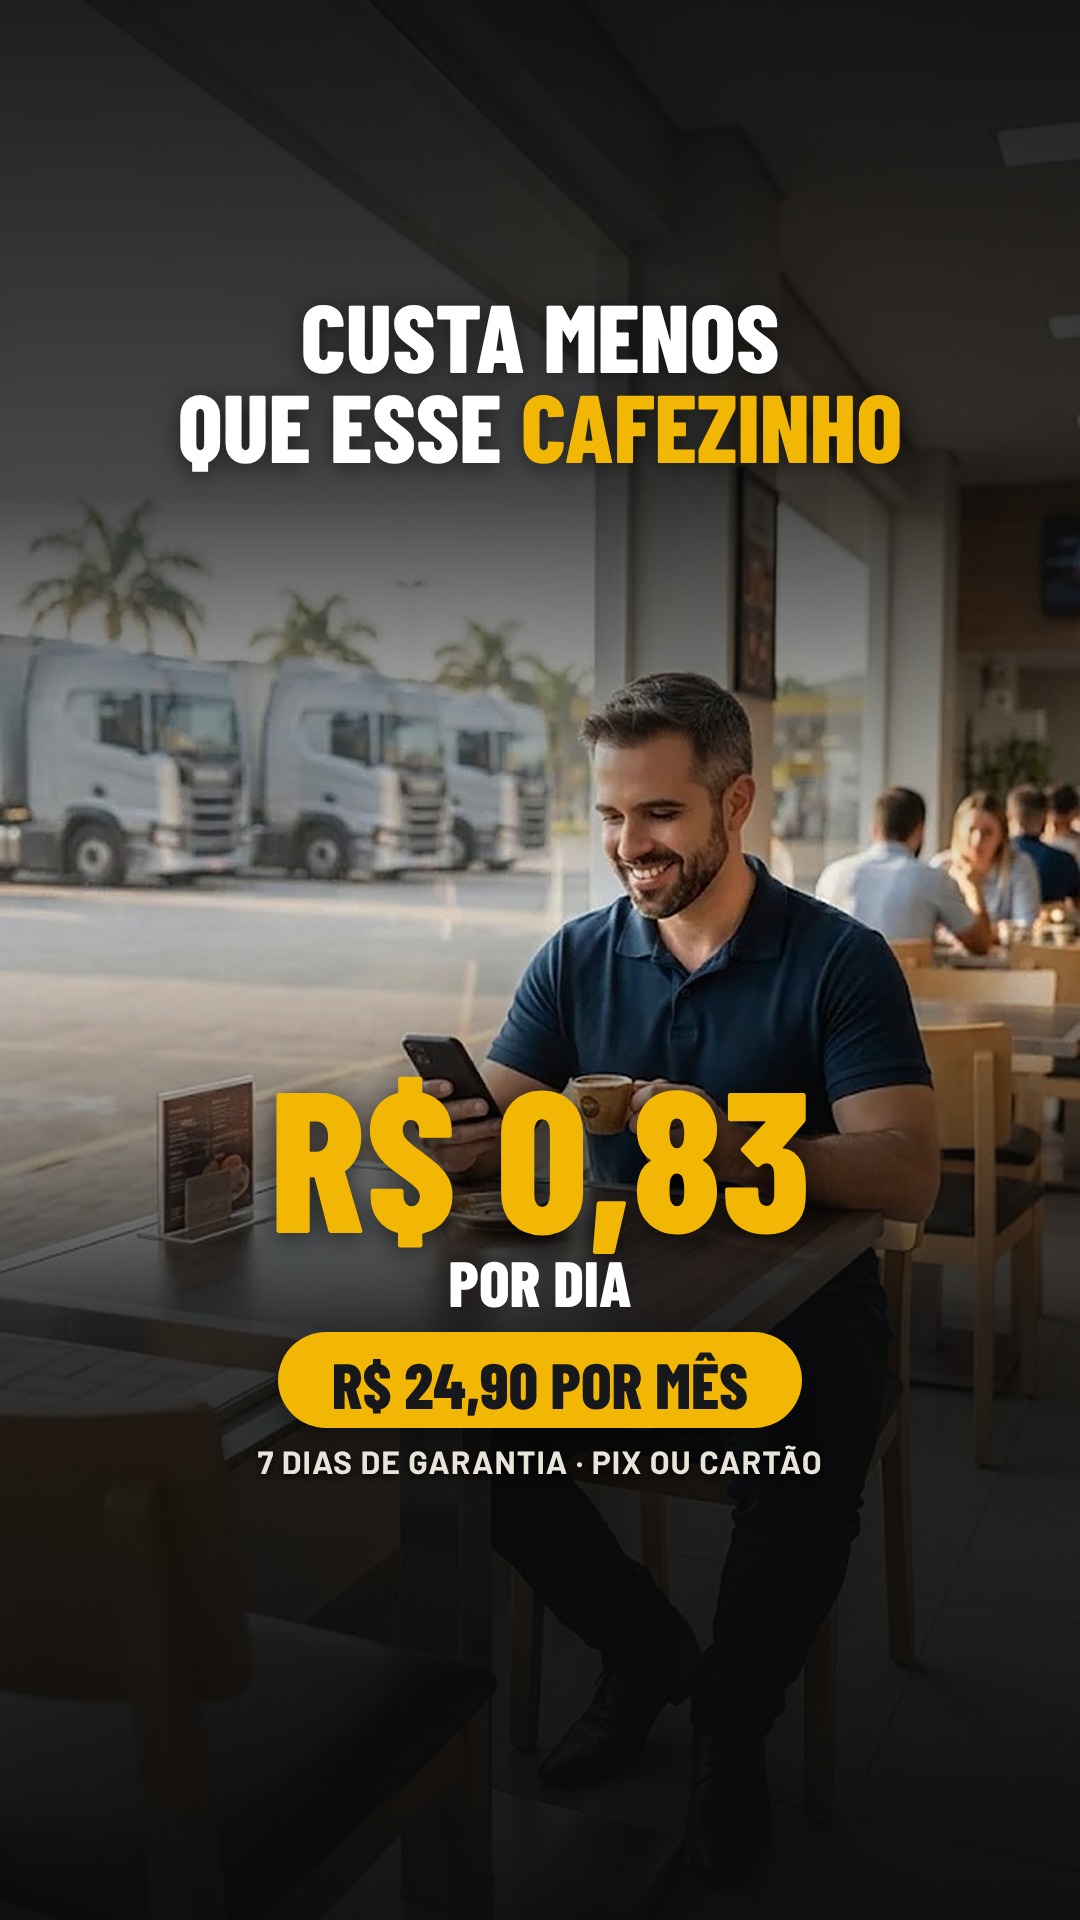 CUSTA MENOS
QUE ESSE CAFEZINHO
R$ 0,83
POR DIA
R$ 24,90 POR MÊS
7 DIAS DE GARANTIA · PIX OU CARTÃO